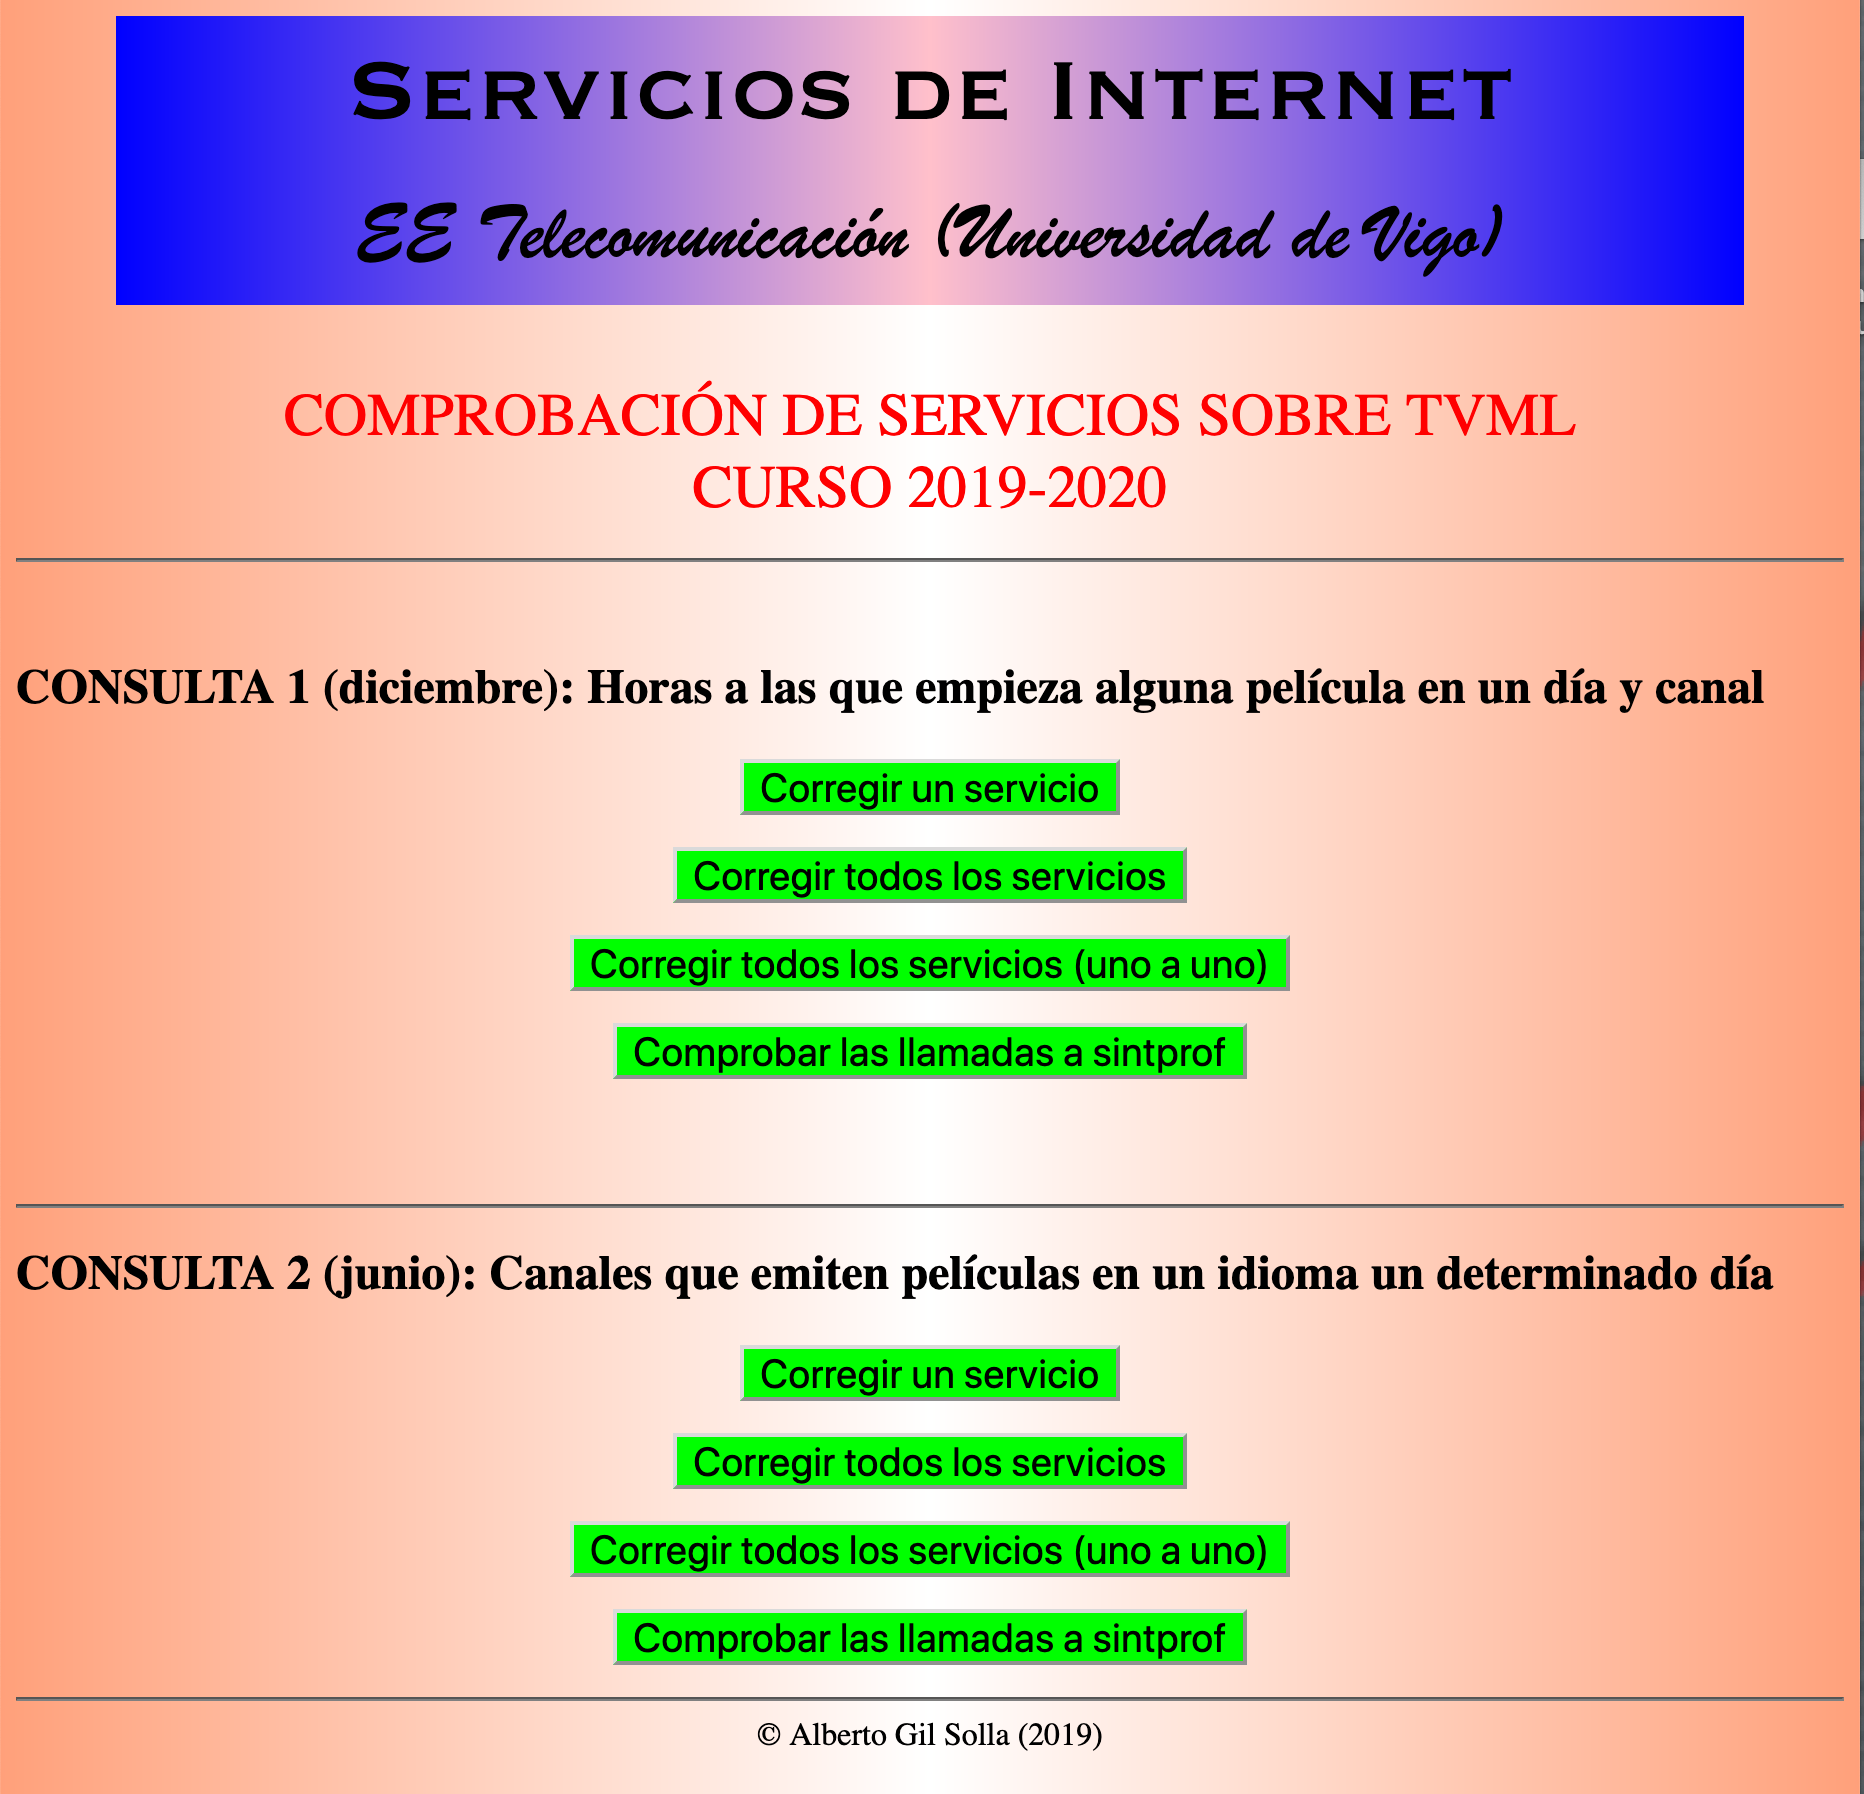 Servicios de Internet
EE Telecomunicación (Universidad de Vigo)
COMPROBACIÓN DE SERVICIOS SOBRE TVML
CURSO 2019-2020
CONSULTA 1 (diciembre): Horas a las que empieza alguna película en un día y canal
Corregir un servicio
Corregir todos los servicios
Corregir todos los servicios (uno a uno)
Comprobar las llamadas a sintprof
CONSULTA 2 (junio): Canales que emiten películas en un idioma un determinado día
Corregir un servicio
Corregir todos los servicios
Corregir todos los servicios (uno a uno)
Comprobar las llamadas a sintprof
© Alberto Gil Solla (2019)